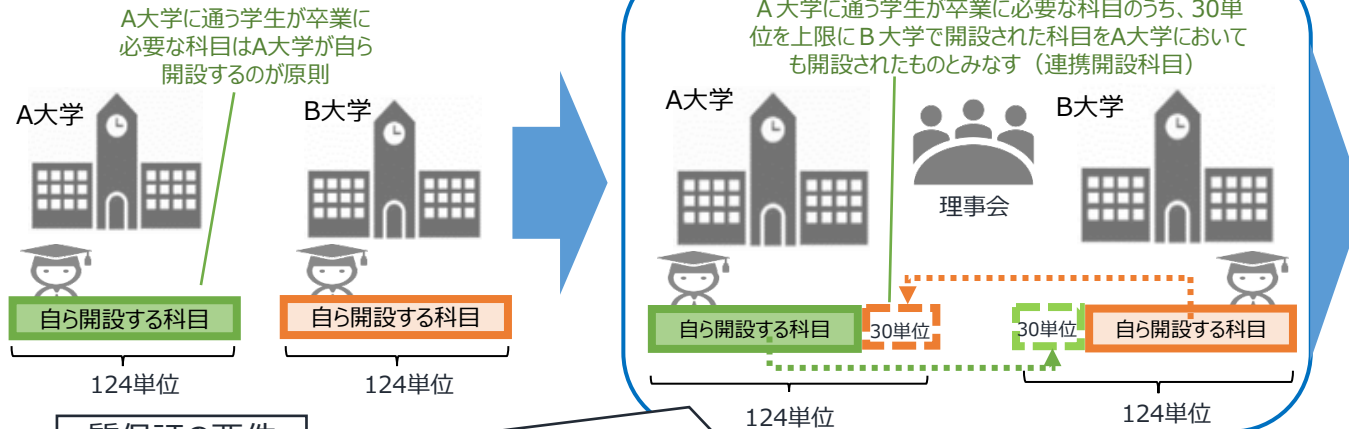 A大学に通う学生が卒業に
必要な科目はA大学が自ら
開設するのが原則
A大学
B大学
自ら開設する科目
自ら開設する科目
124単位
124単位
A大学に通う学生が卒業に必要な科目のうち、30単
位を上限にB大学で開設された科目をA大学において
も開設されたものとみなす（連携開設科目）
A大学
B大学
理事会
自ら開設する科目
30単位
30単位
自ら開設する科目
124単位
124単位
質保証の要件